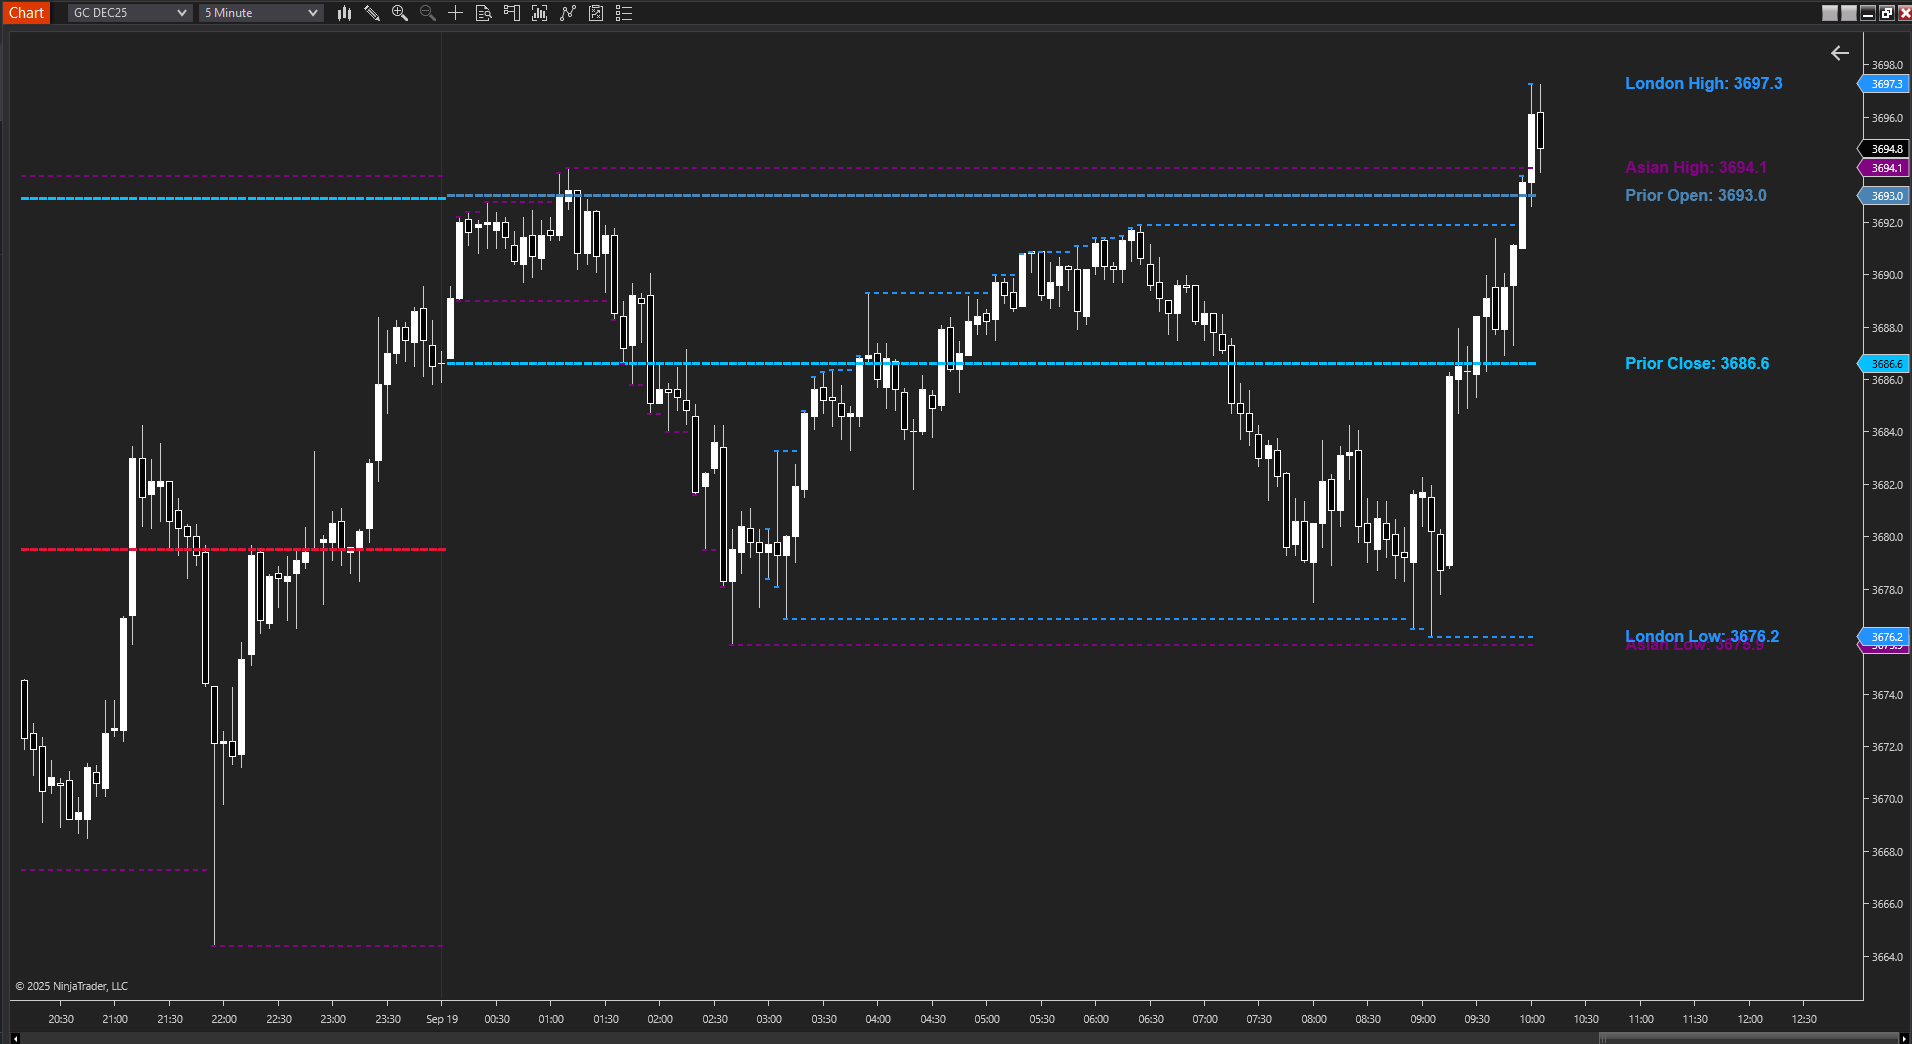 Chart GC DEC25 5 Minute
3698.0
London High: 3697.3 3697.3
3696.0
3694.8
Asian High: 3694.1 3694.1
Prior Open: 3693.0 3693.0
3692.0
3690.0
3688.0
Prior Close: 3686.6 3686.6
3686.0
3684.0
3682.0
3680.0
3678.0
London Low: 3676.2 3676.2
Asian Low: 3675.9 3675.9
3674.0
3672.0
3670.0
3668.0
3666.0
3664.0
© 2025 NinjaTrader, LLC
20:30 21:00 21:30 22:00 22:30 23:00 23:30 Sep 19 00:30 01:00 01:30 02:00 02:30 03:00 03:30 04:00 04:30 05:00 05:30 06:00 06:30 07:00 07:30 08:00 08:30 09:00 09:30 10:00 10:30 11:00 11:30 12:00 12:30